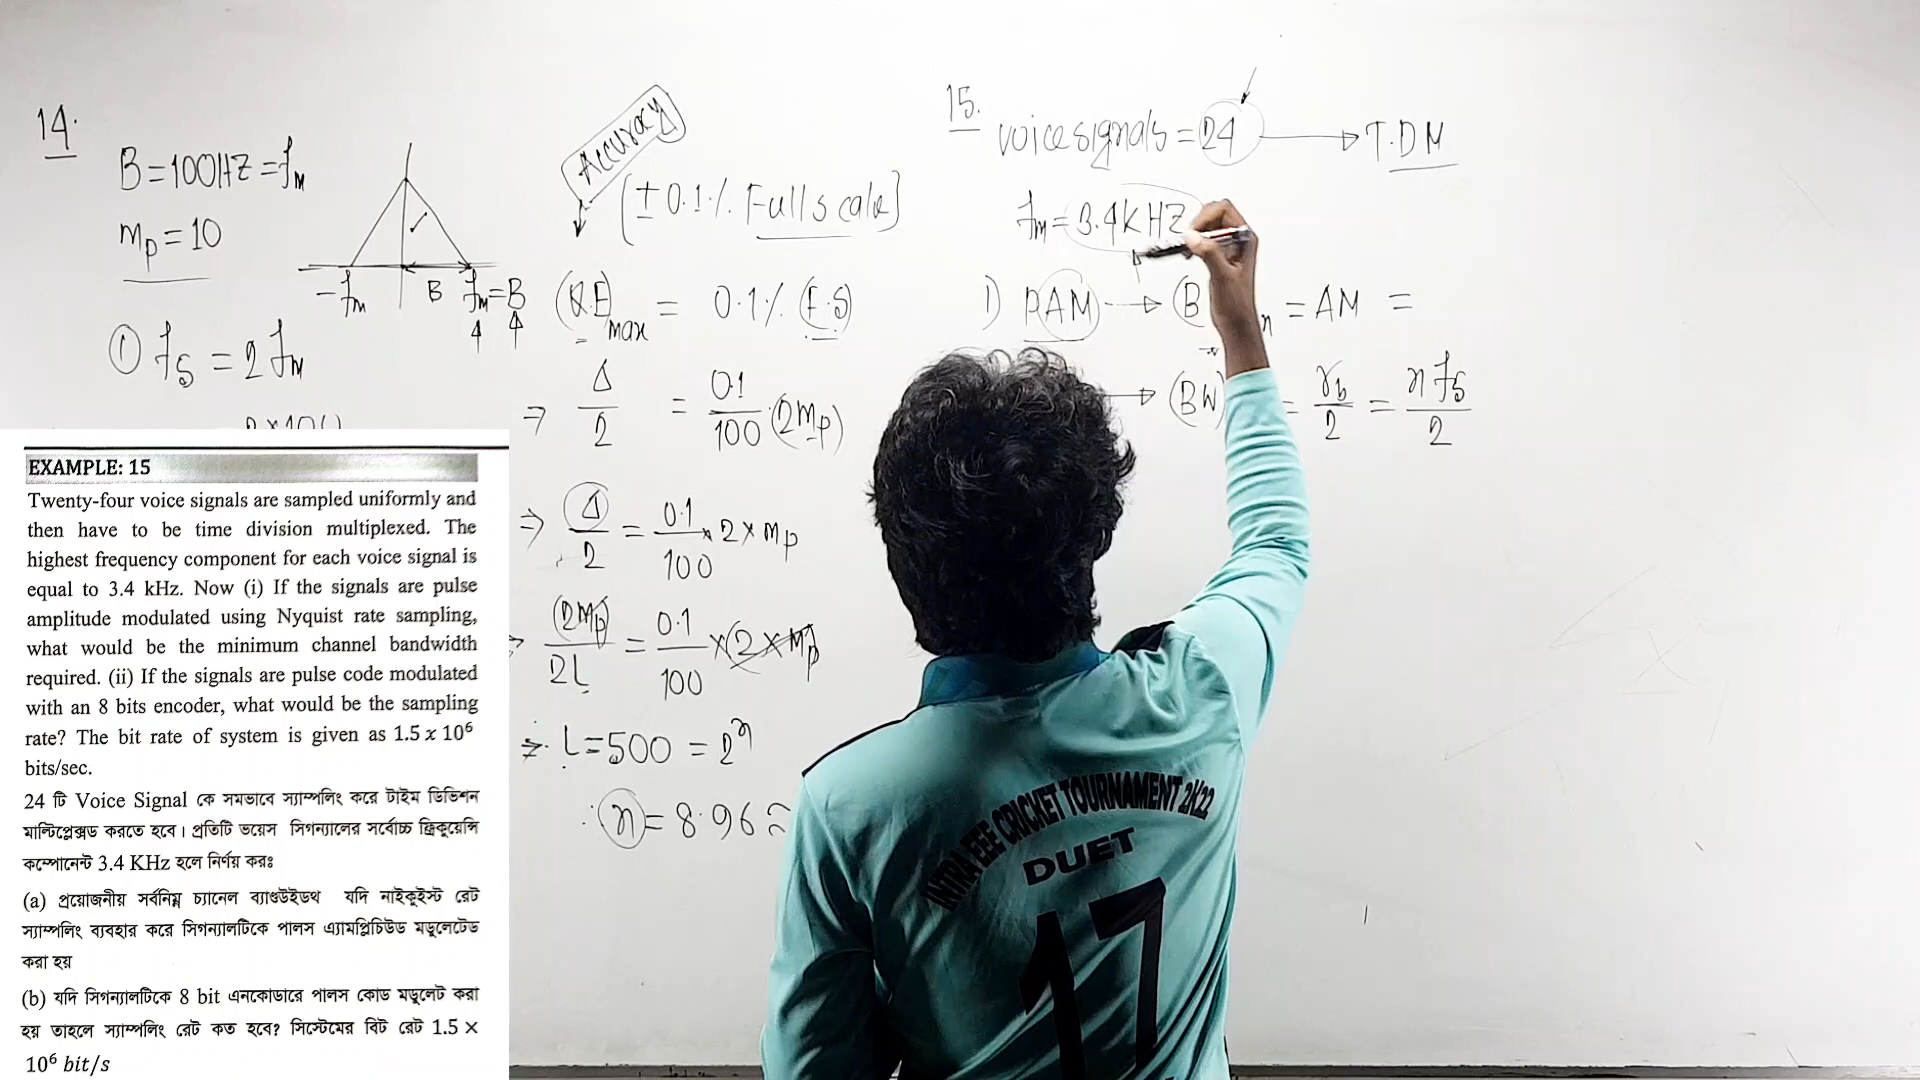 14.
B=100HZ=fm
mp=10
-fm B fm=B
① fs = 2 fm
2×100
Accuracy
[±0.1% Full scale]
(Q.E)max = 0.1% (F.S)
⇒ Δ/2 = 0.1/100 (2mp)
⇒ Δ/2 = 0.1/100 × 2×mp
⇒ (2mp)/2L = 0.1/100 ×(2×mp)
⇒ L=500 = 2ⁿ
∴ n = 8.96 ≈
15.
voice signals = 24 → T.D.M
fm = 3.4KHZ
1) PAM → (B = AM =
→ (BW = rb/2 = nfs/2
EXAMPLE: 15
Twenty-four voice signals are sampled uniformly and
then have to be time division multiplexed. The
highest frequency component for each voice signal is
equal to 3.4 kHz. Now (i) If the signals are pulse
amplitude modulated using Nyquist rate sampling,
what would be the minimum channel bandwidth
required. (ii) If the signals are pulse code modulated
with an 8 bits encoder, what would be the sampling
rate? The bit rate of system is given as 1.5 x 10⁶
bits/sec.
24 টি Voice Signal কে সমভাবে স্যাম্পলিং করে টাইম ডিভিশন
মাল্টিপ্লেক্সড করতে হবে। প্রতিটি ভয়েস সিগন্যালের সর্বোচ্চ ফ্রিকুয়েন্সি
কম্পোনেন্ট 3.4 KHz হলে নির্ণয় করঃ
(a) প্রয়োজনীয় সর্বনিম্ন চ্যানেল ব্যাণ্ডউইডথ যদি নাইকুইস্ট রেট
স্যাম্পলিং ব্যবহার করে সিগন্যালটিকে পালস এ্যামপ্লিচিউড মডুলেটেড
করা হয়
(b) যদি সিগন্যালটিকে 8 bit এনকোডারে পালস কোড মডুলেট করা
হয় তাহলে স্যাম্পলিং রেট কত হবে? সিস্টেমের বিট রেট 1.5 ×
10⁶ bit/s
INTRA EEE CRICKET TOURNAMENT 2K22
DUET
17